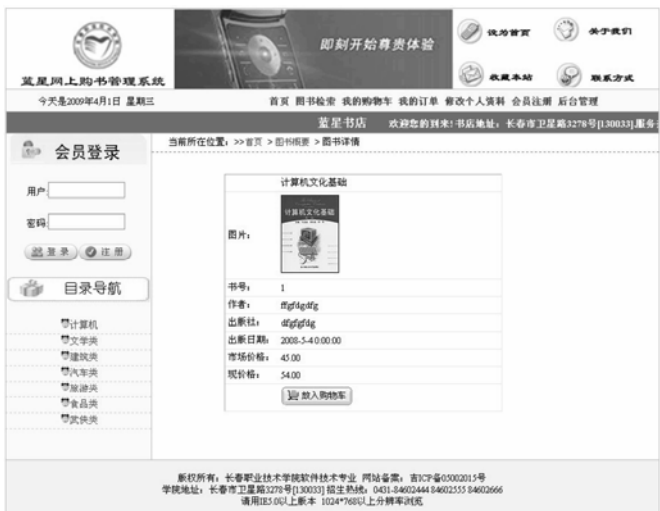 即刻开始尊贵体验
设为首页
关于我们
收藏本站
联系方式
蓝星网上购书管理系统
今天是2009年4月1日 星期三
首页 图书检索 我的购物车 我的订单 修改个人资料 会员注册 后台管理
蓝星书店 欢迎您的到来!书店地址：长春市卫星路3278号[130033]服务
会员登录
当前所在位置：>>首页 >图书概要 >图书详情
用户:
密码:
登录
注册
目录导航
计算机
文学类
建筑类
汽车类
旅游类
食品类
武侠类
计算机文化基础
图片：
计算机文化基础
书号：
1
作者：
ffgfdgdfg
出版社：
dfgfgfdg
出版日期：
2008-5-4 0:00:00
市场价格：
45.00
现价格：
54.00
放入购物车
版权所有：长春职业技术学院软件技术专业 网站备案：吉ICP备05002015号
学院地址：长春市卫星路3278号[130033] 招生热线：0431-84602444 84602555 84602666
请用IE5.0以上版本 1024*768以上分辨率浏览